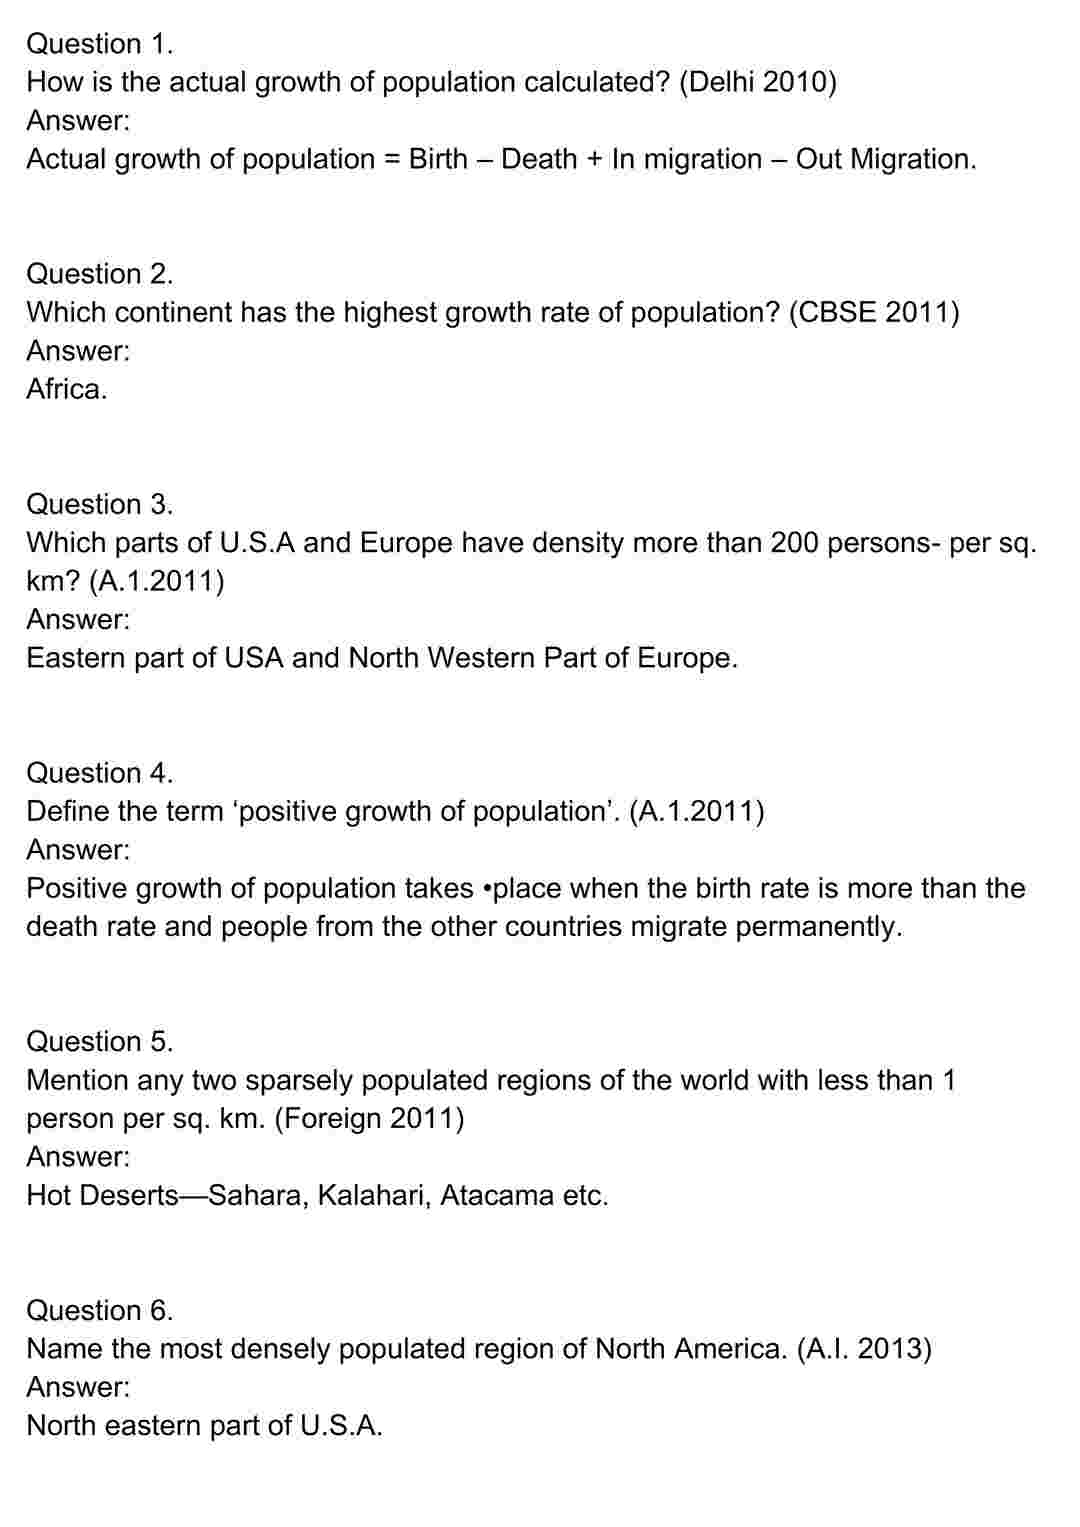 Question 1.
How is the actual growth of population calculated? (Delhi 2010)
Answer:
Actual growth of population = Birth – Death + In migration – Out Migration.
Question 2.
Which continent has the highest growth rate of population? (CBSE 2011)
Answer:
Africa.
Question 3.
Which parts of U.S.A and Europe have density more than 200 persons- per sq.
km? (A.1.2011)
Answer:
Eastern part of USA and North Western Part of Europe.
Question 4.
Define the term ‘positive growth of population’. (A.1.2011)
Answer:
Positive growth of population takes •place when the birth rate is more than the
death rate and people from the other countries migrate permanently.
Question 5.
Mention any two sparsely populated regions of the world with less than 1
person per sq. km. (Foreign 2011)
Answer:
Hot Deserts—Sahara, Kalahari, Atacama etc.
Question 6.
Name the most densely populated region of North America. (A.I. 2013)
Answer:
North eastern part of U.S.A.